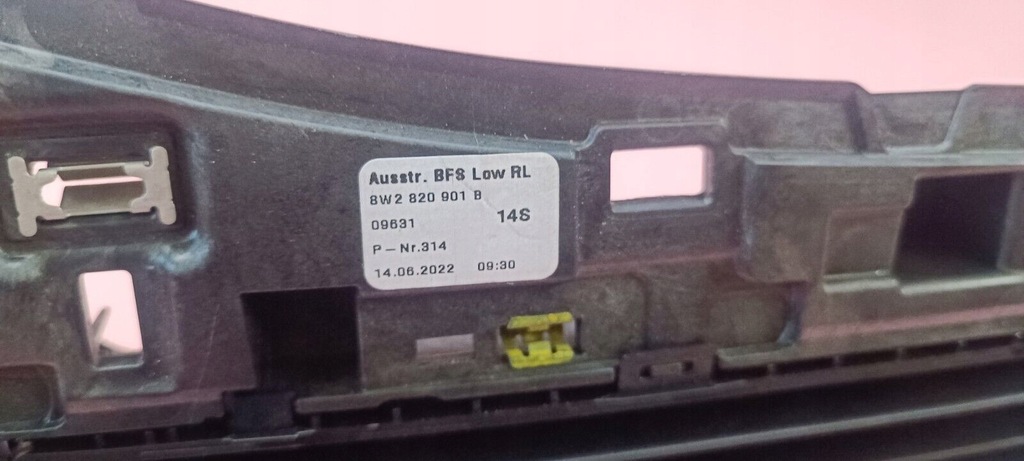 Ausstr. BFS Low RL
8W2 820 901 B
09631
14S
P-Nr.314
14.06.2022 09:30